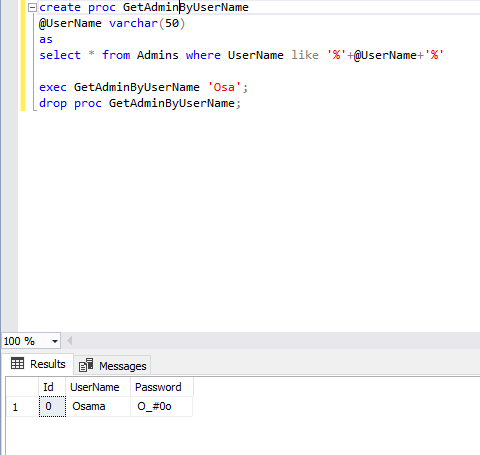 create proc GetAdminByUserName
@UserName varchar(50)
as
select * from Admins where UserName like '%'+@UserName+'%'
exec GetAdminByUserName 'Osa';
drop proc GetAdminByUserName;
100 %
Results Messages
Id UserName Password
1 0 Osama O_#0o